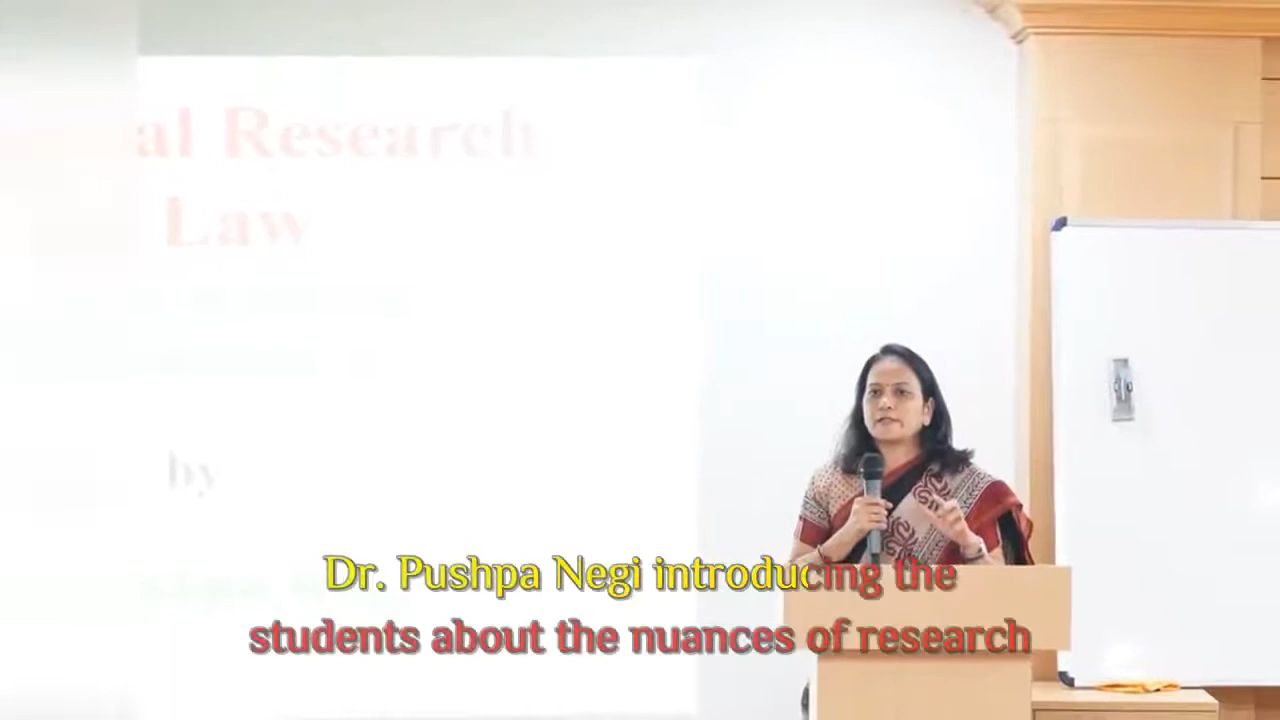 al Research
Law
by
Dr. Pushpa Negi introducing the
students about the nuances of research